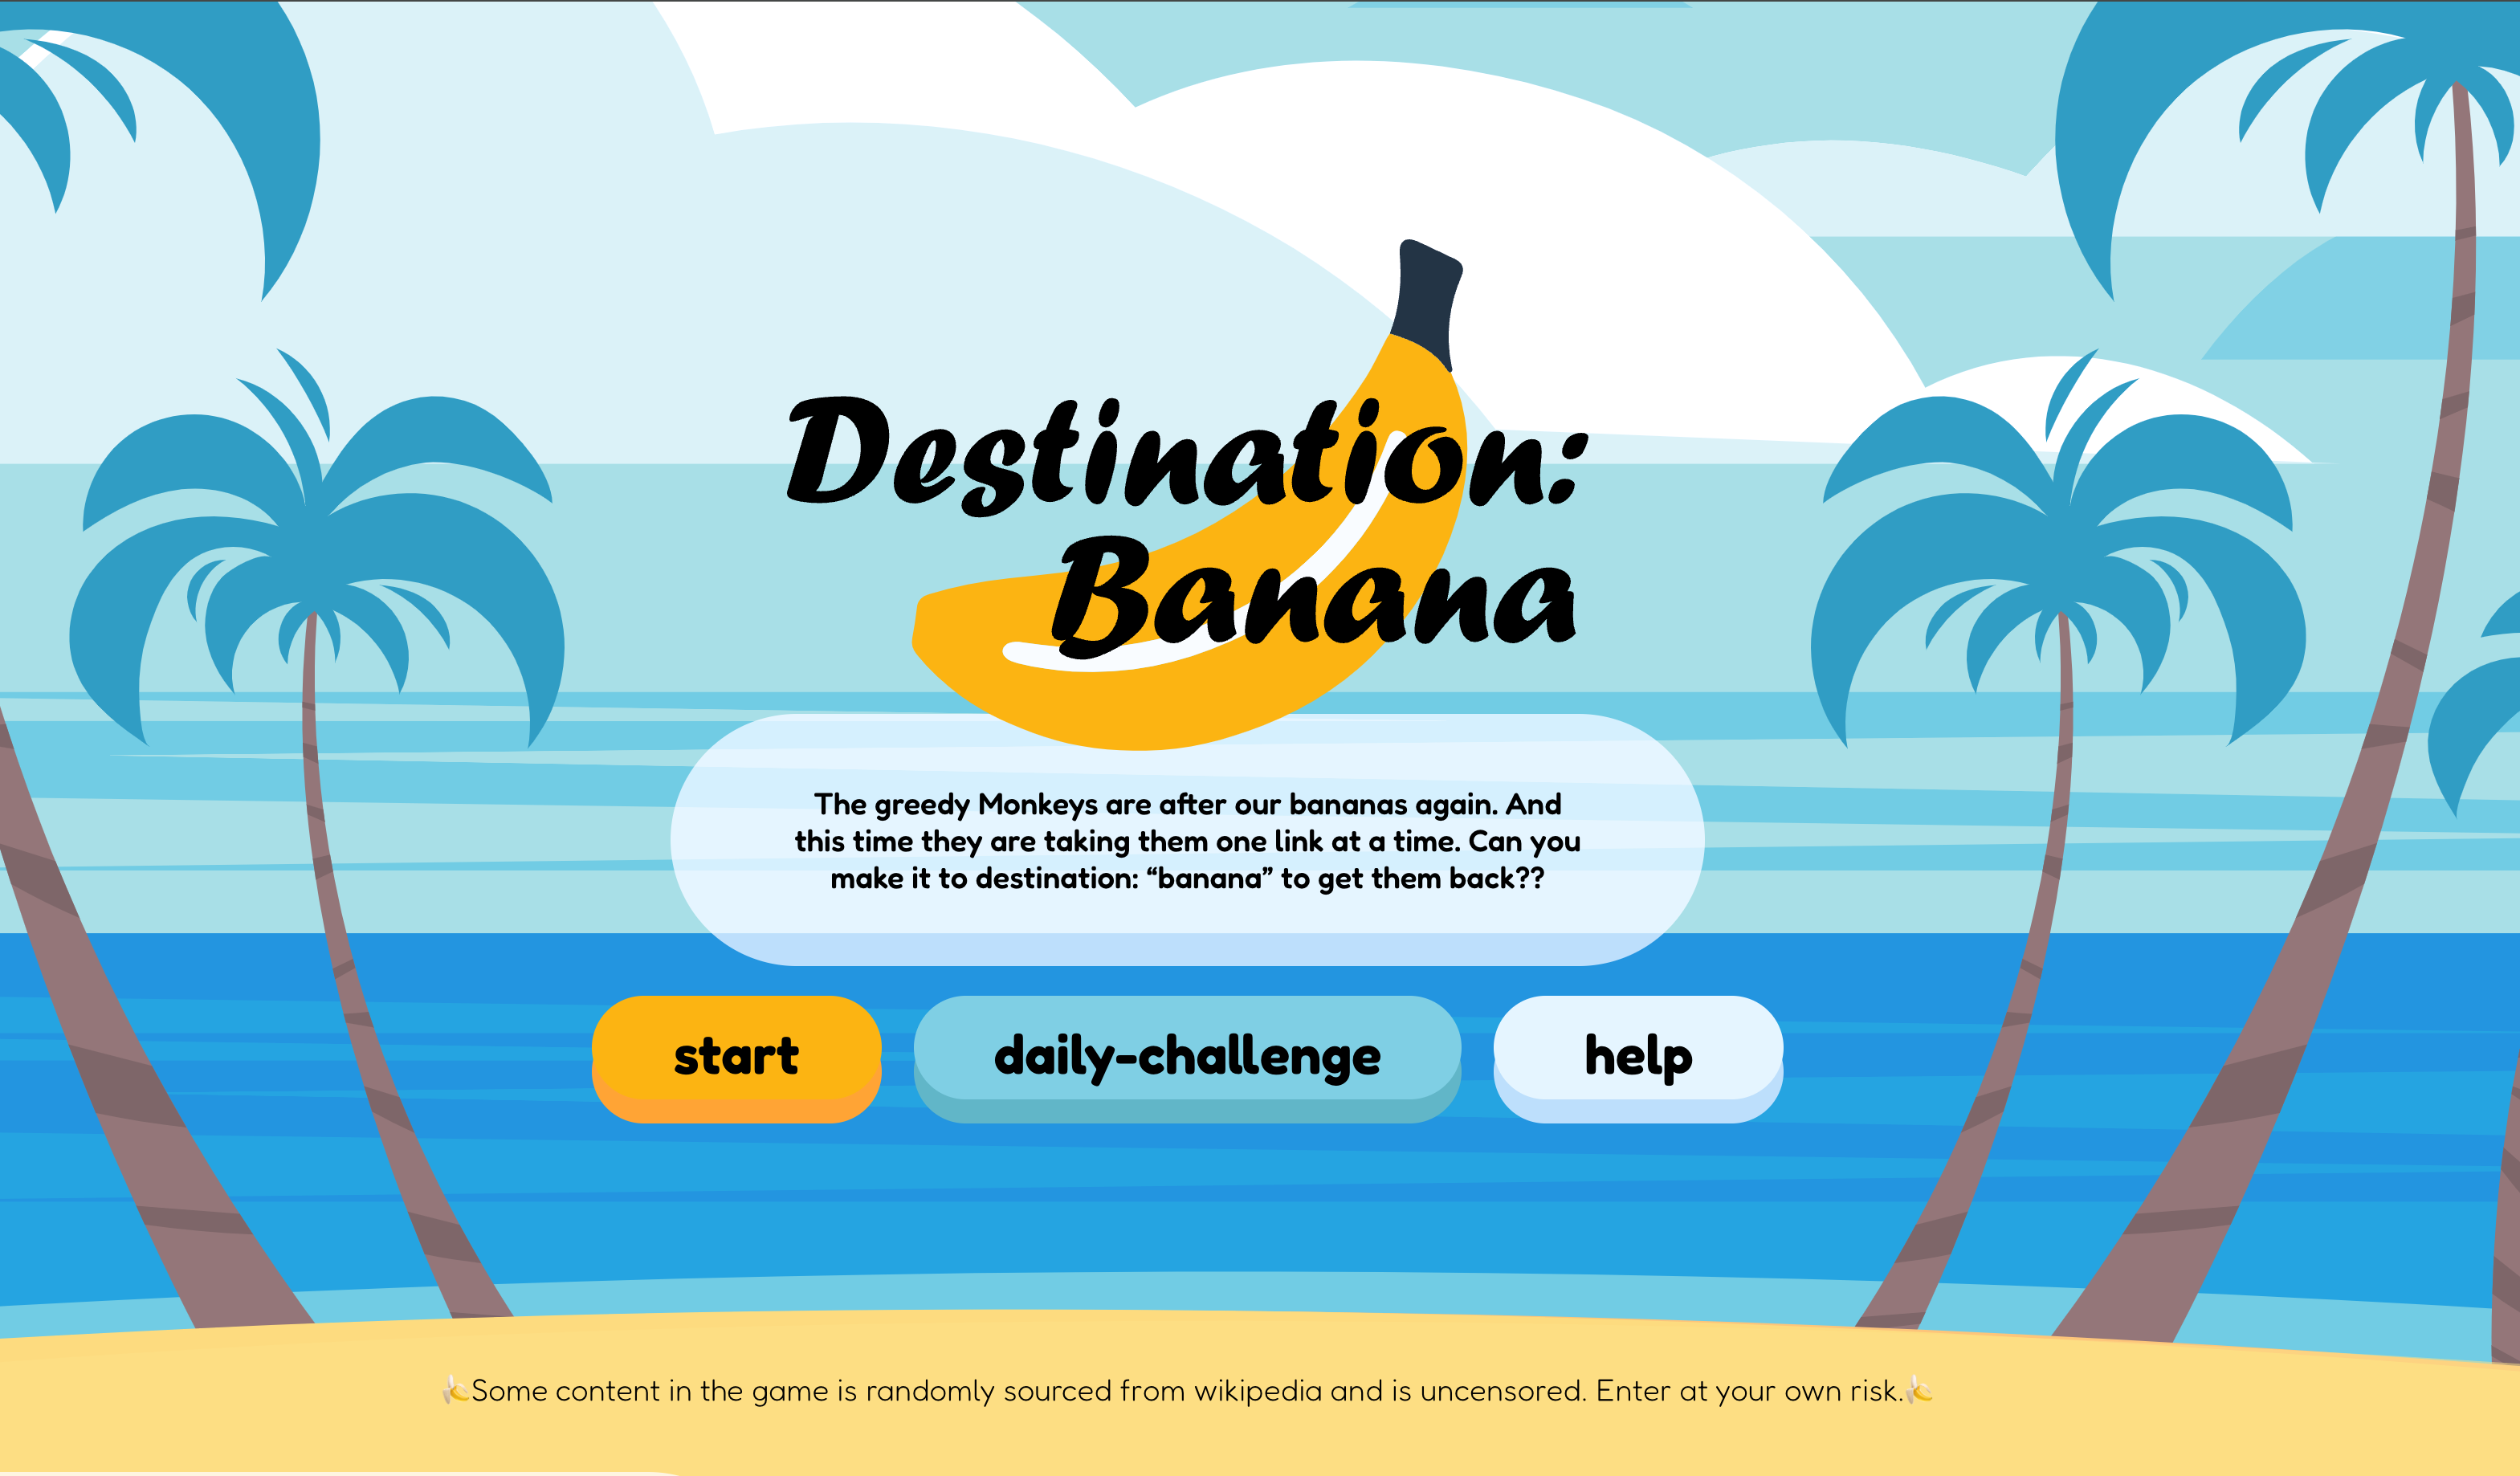 Destination:
Banana
The greedy Monkeys are after our bananas again. And
this time they are taking them one link at a time. Can you
make it to destination: “banana” to get them back??
start
daily-challenge
help
🍌Some content in the game is randomly sourced from wikipedia and is uncensored. Enter at your own risk.🍌